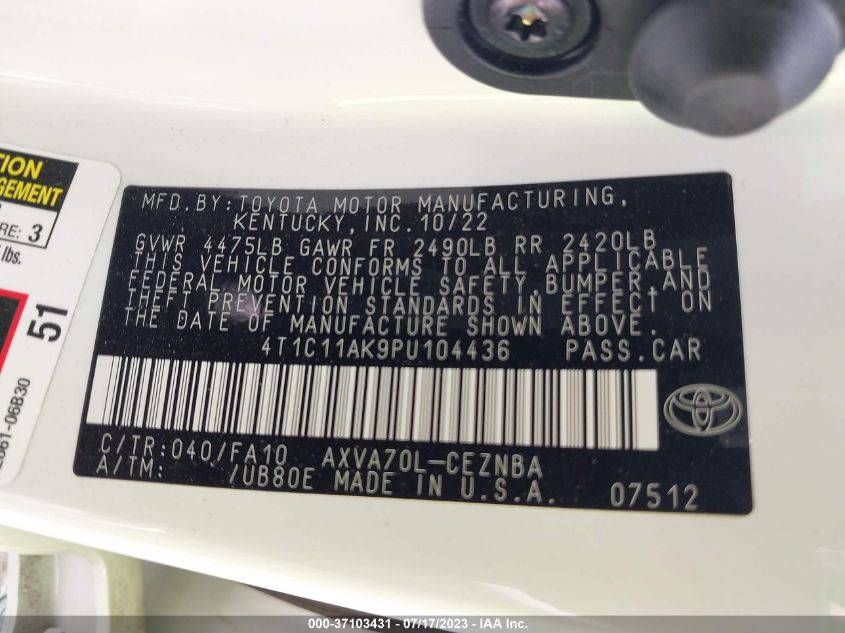 TION
GEMENT
RE: 3
lbs.
51
661-06B30
MFD.BY:TOYOTA MOTOR MANUFACTURING,
KENTUCKY,INC.10/22
GVWR 4475LB GAWR FR 2490LB RR 2420LB
THIS VEHICLE CONFORMS TO ALL APPLICABLE
FEDERAL MOTOR VEHICLE SAFETY,BUMPER,AND
THEFT PREVENTION STANDARDS IN EFFECT ON
THE DATE OF MANUFACTURE SHOWN ABOVE.
4T1C11AK9PU104436 PASS.CAR
C/TR:040/FA10 AXVA70L-CEZNBA
A/TM: /UB80E MADE IN U.S.A. 07512
000-37103431 - 07/17/2023 - IAA Inc.